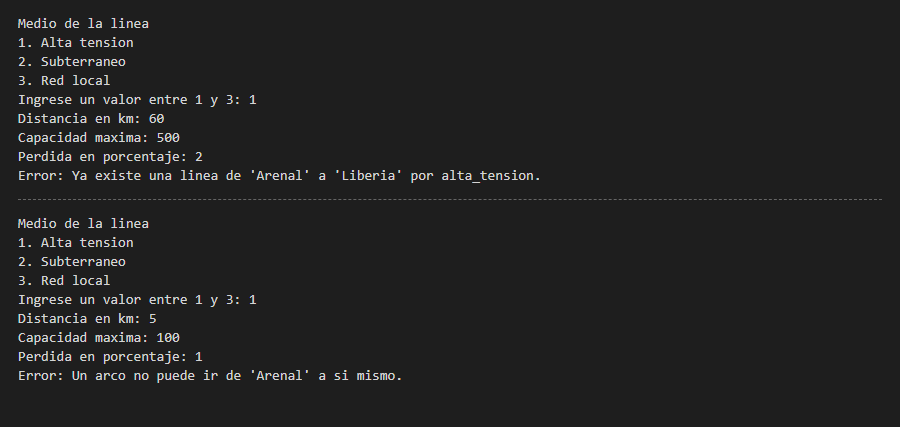 Medio de la linea
1. Alta tension
2. Subterraneo
3. Red local
Ingrese un valor entre 1 y 3: 1
Distancia en km: 60
Capacidad maxima: 500
Perdida en porcentaje: 2
Error: Ya existe una linea de 'Arenal' a 'Liberia' por alta_tension.
Medio de la linea
1. Alta tension
2. Subterraneo
3. Red local
Ingrese un valor entre 1 y 3: 1
Distancia en km: 5
Capacidad maxima: 100
Perdida en porcentaje: 1
Error: Un arco no puede ir de 'Arenal' a si mismo.